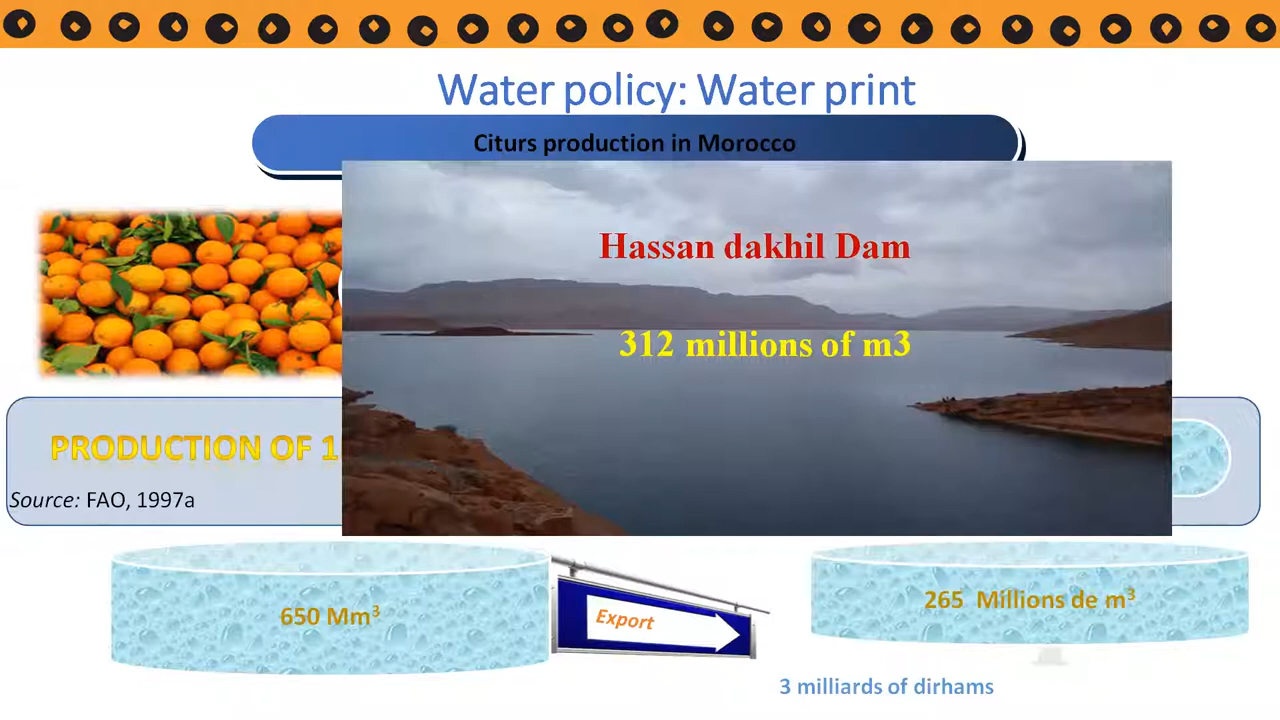 Water policy: Water print
Citurs production in Morocco
Hassan dakhil Dam
312 millions of m3
PRODUCTION OF 1
Source: FAO, 1997a
650 Mm³
Export
265 Millions de m³
3 milliards of dirhams